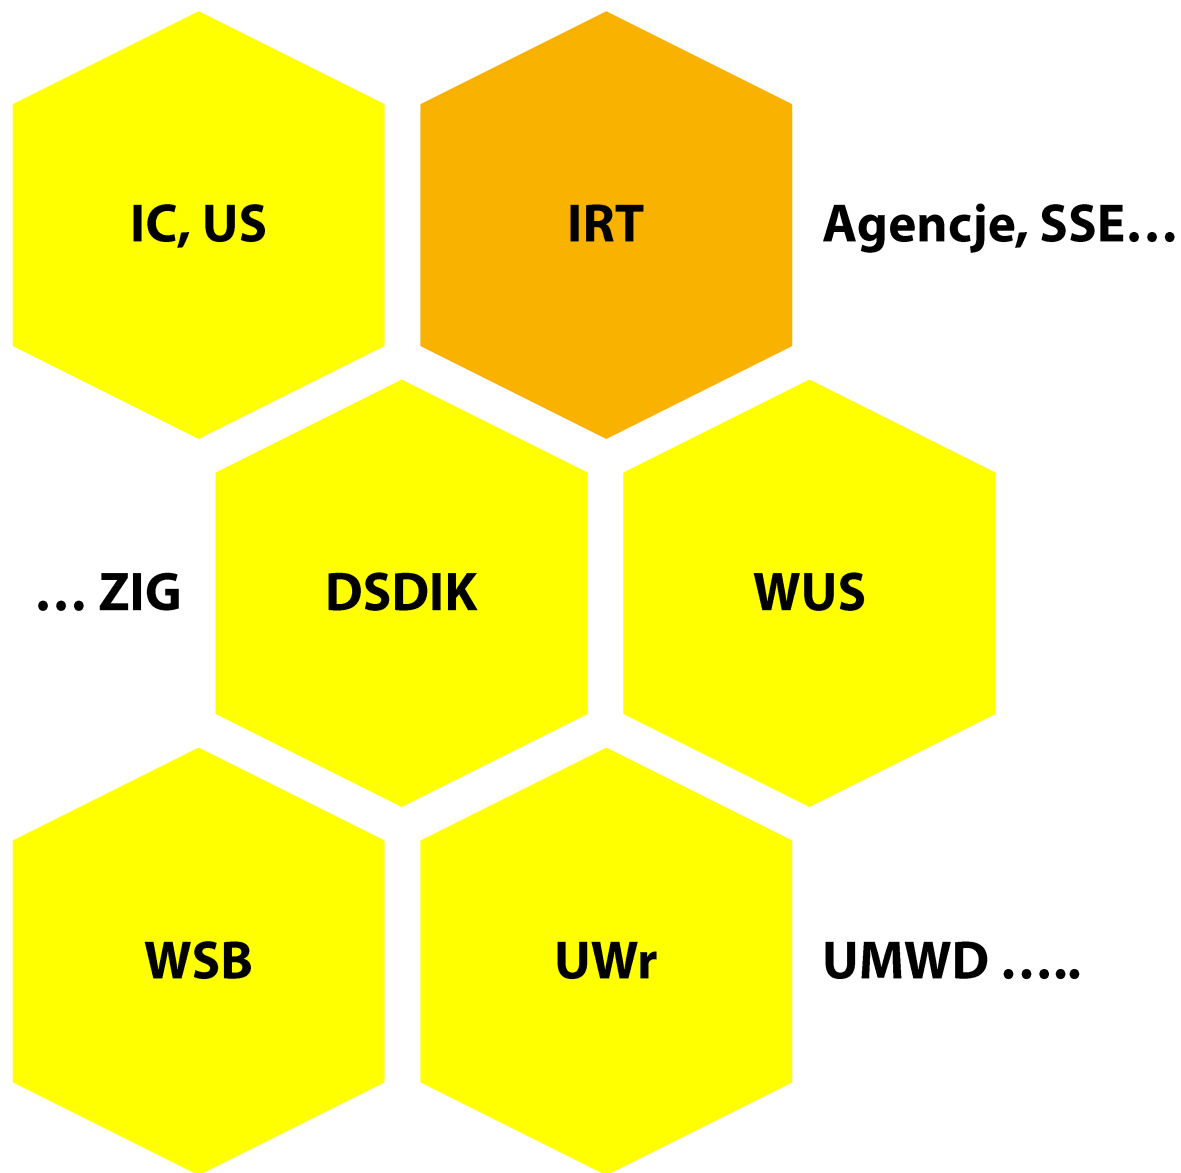 IC, US
IRT
Agencje, SSE…
… ZIG
DSDIK
WUS
WSB
UWr
UMWD …..